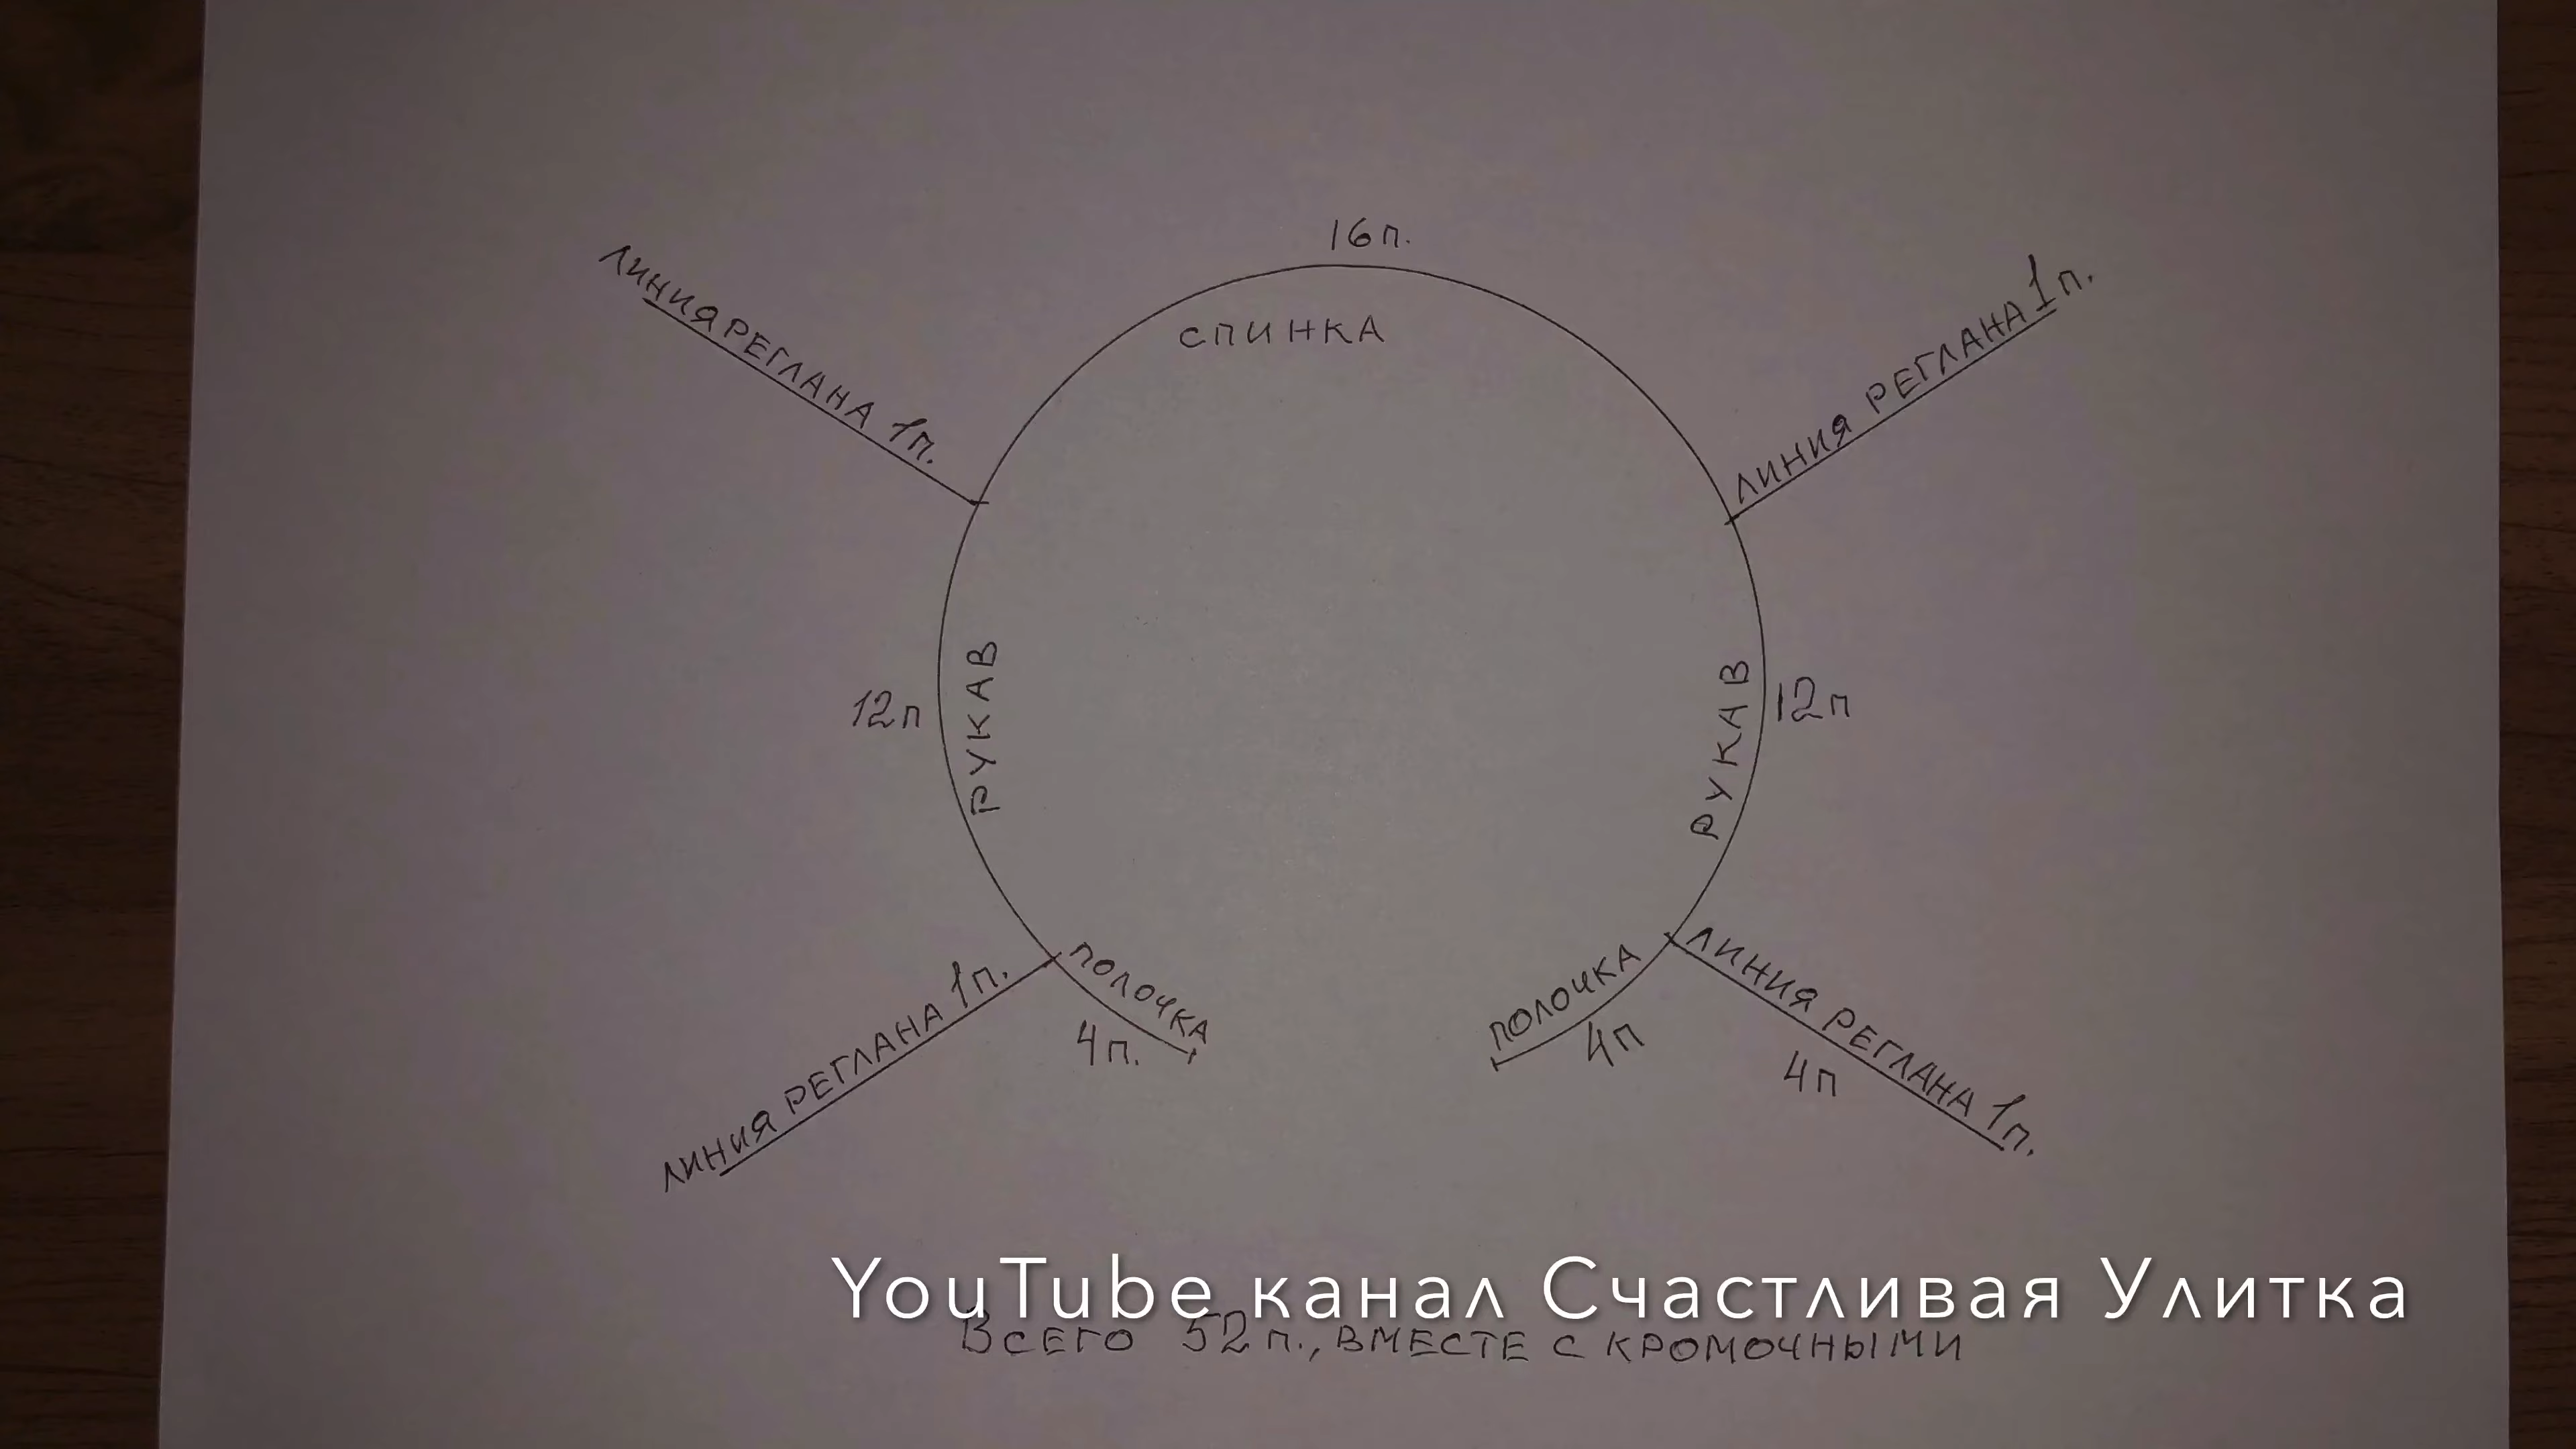 16п.
СПИНКА
ЛИНИЯ РЕГЛАНА 1п.
ЛИНИЯ РЕГЛАНА 1п.
РУКАВ
12п
РУКАВ
12п
ПОЛОЧКА
4п.
ПОЛОЧКА
4п
ЛИНИЯ РЕГЛАНА 1п.
ЛИНИЯ РЕГЛАНА 1п.
4п
YouTube канал Счастливая Улитка
Всего 52п., ВМЕСТЕ С КРОМОЧНЫМИ